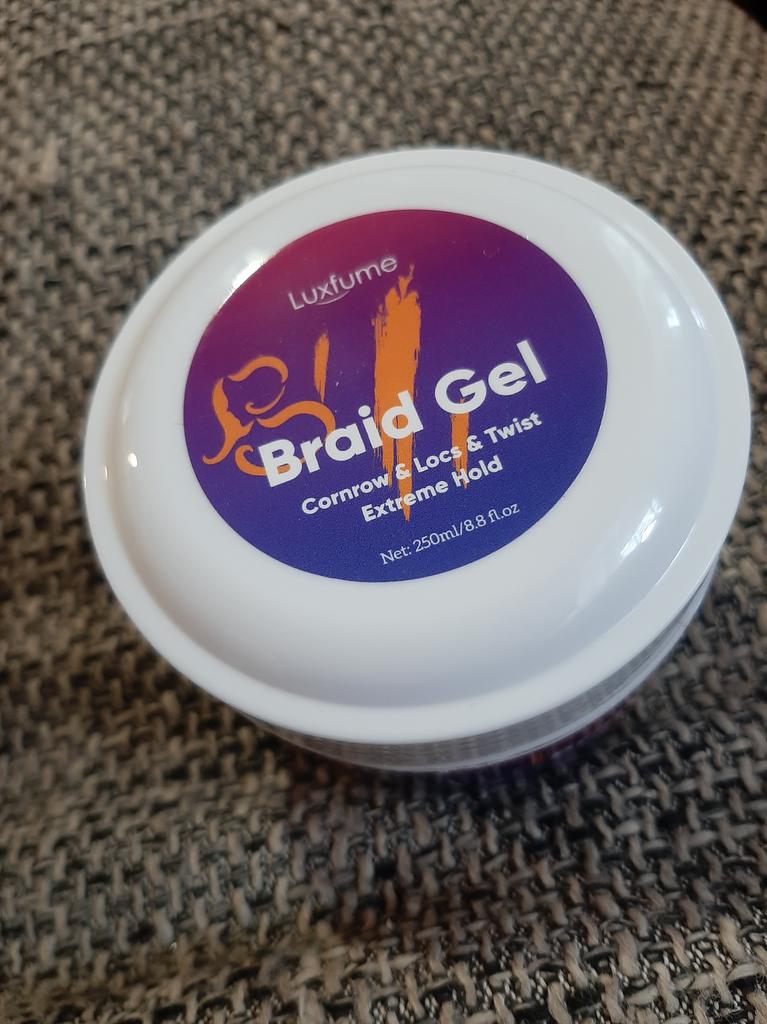 Luxfume
Braid Gel
Cornrow & Locs & Twist
Extreme Hold
Net: 250ml/8.8 fl.oz